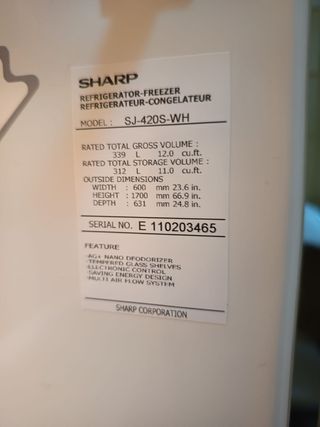 SHARP
REFRIGERATOR-FREEZER
REFRIGERATEUR-CONGELATEUR
MODEL : SJ-420S-WH
RATED TOTAL GROSS VOLUME :
339 L 12.0 cu.ft.
RATED TOTAL STORAGE VOLUME :
312 L 11.0 cu.ft.
OUTSIDE DIMENSIONS
WIDTH : 600 mm 23.6 in.
HEIGHT : 1700 mm 66.9 in.
DEPTH : 631 mm 24.8 in.
SERIAL NO. E 110203465
FEATURE
-AG+ NANO DEODORIZER
-TEMPERED GLASS SHELVES
-ELECTRONIC CONTROL
-SAVING ENERGY DESIGN
-MULTI AIR FLOW SYSTEM
SHARP CORPORATION